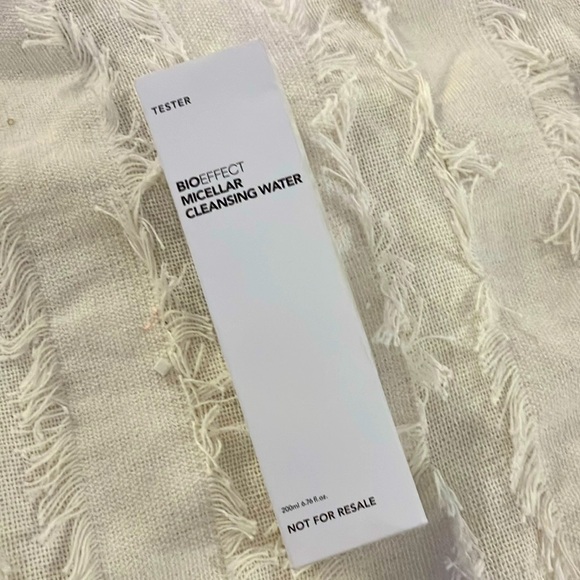 TESTER
BIOEFFECT
MICELLAR
CLEANSING WATER
200ml 6.76 fl.oz.
NOT FOR RESALE